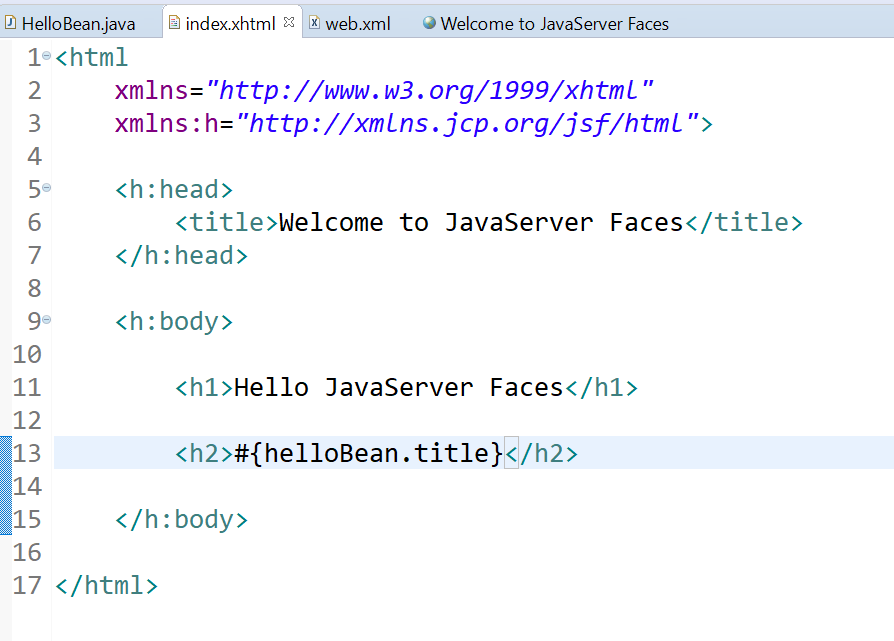 HelloBean.java index.xhtml web.xml Welcome to JavaServer Faces
1 <html
2 xmlns="http://www.w3.org/1999/xhtml"
3 xmlns:h="http://xmlns.jcp.org/jsf/html">
4
5 <h:head>
6 <title>Welcome to JavaServer Faces</title>
7 </h:head>
8
9 <h:body>
10
11 <h1>Hello JavaServer Faces</h1>
12
13 <h2>#{helloBean.title}</h2>
14
15 </h:body>
16
17 </html>